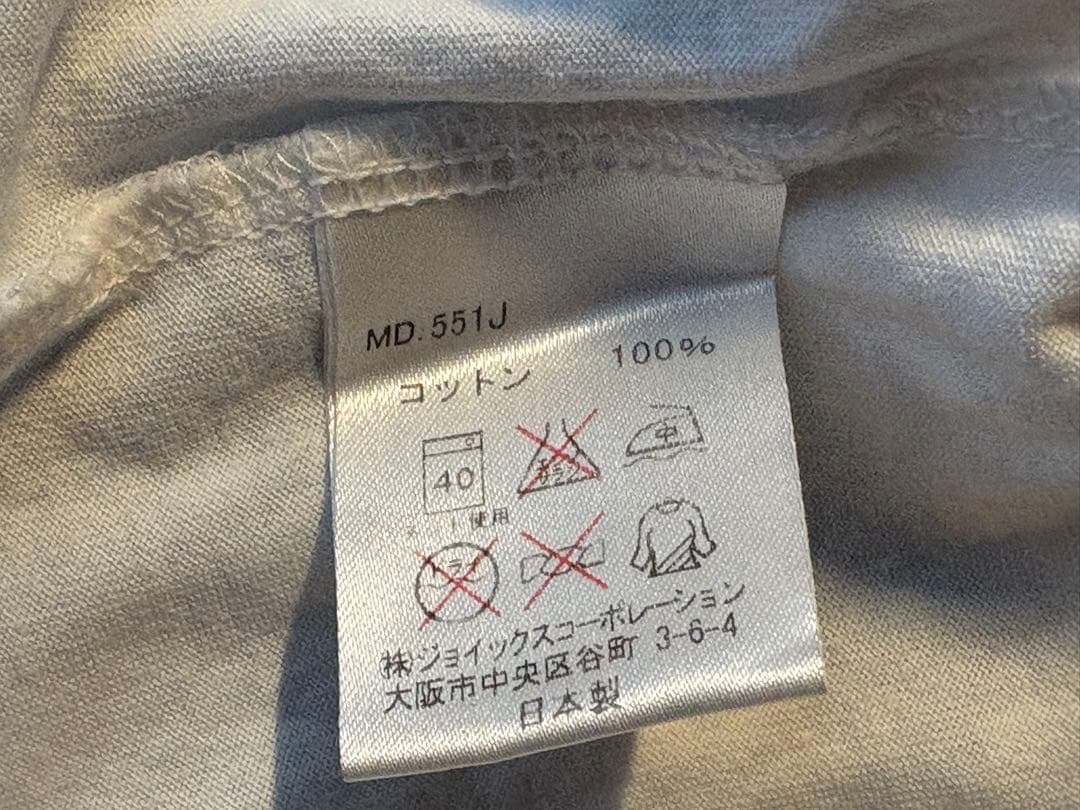 MD.551J
コットン 100%
40
中
使用
㈱ジョイックスコーポレーション
大阪市中央区谷町 3-6-4
日本製